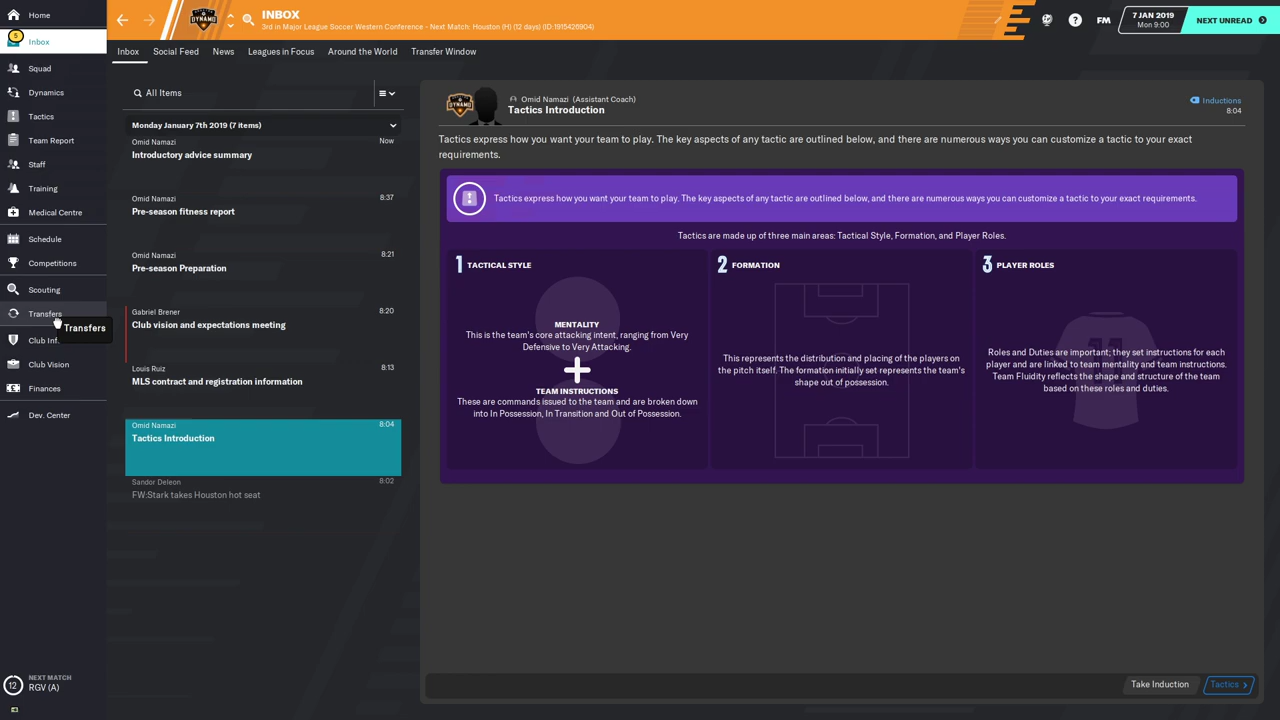 Home
5
Inbox
Squad
Dynamics
Tactics
Team Report
Staff
Training
Medical Centre
Schedule
Competitions
Scouting
Transfers
Transfers
Club Inf
Club Vision
Finances
Dev. Center
12
NEXT MATCH
RGV (A)
DYNAMO
INBOX
3rd in Major League Soccer Western Conference - Next Match: Houston (H) (12 days) (ID:1915426904)
?
FM
7 JAN 2019
Mon 9:00
NEXT UNREAD
Inbox Social Feed News Leagues in Focus Around the World Transfer Window
All Items
Monday January 7th 2019 (7 items)
Omid Namazi Now
Introductory advice summary
Omid Namazi 8:37
Pre-season fitness report
Omid Namazi 8:21
Pre-season Preparation
Gabriel Brener 8:20
Club vision and expectations meeting
Louis Ruiz 8:13
MLS contract and registration information
Omid Namazi 8:04
Tactics Introduction
Sandor Deleon 8:02
FW:Stark takes Houston hot seat
DYNAMO
Omid Namazi (Assistant Coach)
Tactics Introduction
Inductions
8:04
Tactics express how you want your team to play. The key aspects of any tactic are outlined below, and there are numerous ways you can customize a tactic to your exact
requirements.
Tactics express how you want your team to play. The key aspects of any tactic are outlined below, and there are numerous ways you can customize a tactic to your exact requirements.
Tactics are made up of three main areas: Tactical Style, Formation, and Player Roles.
1 TACTICAL STYLE
MENTALITY
This is the team's core attacking intent, ranging from Very
Defensive to Very Attacking.
TEAM INSTRUCTIONS
These are commands issued to the team and are broken down
into In Possession, In Transition and Out of Possession.
2 FORMATION
This represents the distribution and placing of the players on
the pitch itself. The formation initially set represents the team's
shape out of possession.
3 PLAYER ROLES
11
Roles and Duties are important; they set instructions for each
player and are linked to team mentality and team instructions.
Team Fluidity reflects the shape and structure of the team
based on these roles and duties.
Take Induction
Tactics